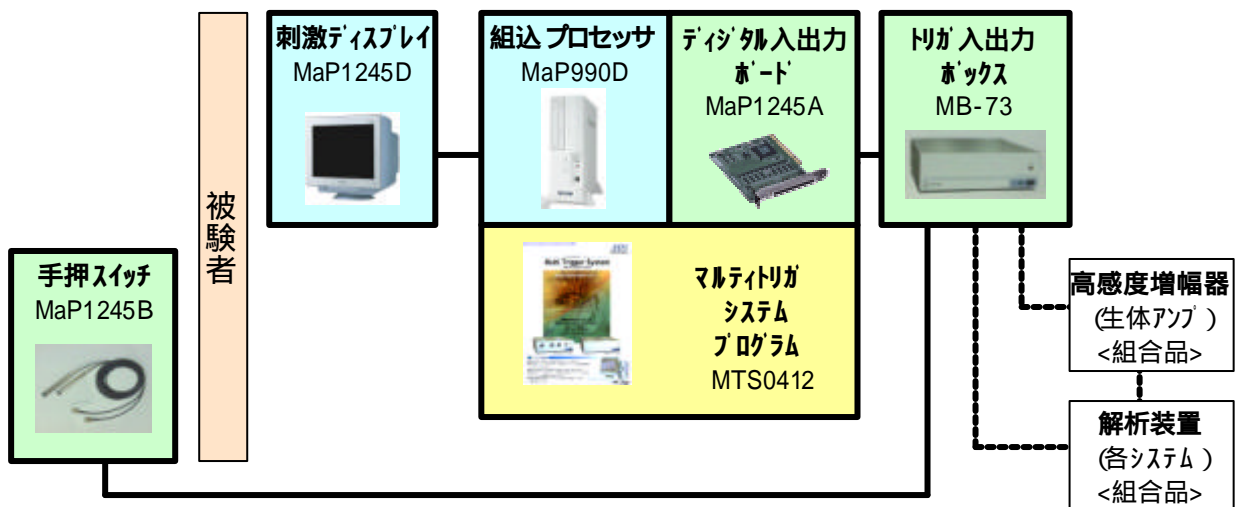 刺激ﾃﾞｨｽﾌﾟﾚｲ
MaP1245D
組込プロセッサ
MaP990D
ﾃﾞｨｼﾞﾀﾙ入出力
ﾎﾞｰﾄﾞ
MaP1245A
ﾄﾘｶﾞ入出力
ﾎﾞｯｸｽ
MB-73
被験者
手押ｽｲｯﾁ
MaP1245B
Multi Trigger System
ﾏﾙﾃｨﾄﾘｶﾞ
ｼｽﾃﾑ
ﾌﾟﾛｸﾞﾗﾑ
MTS0412
高感度増幅器
(生体ｱﾝﾌﾟ)
<組合品>
解析装置
(各ｼｽﾃﾑ)
<組合品>